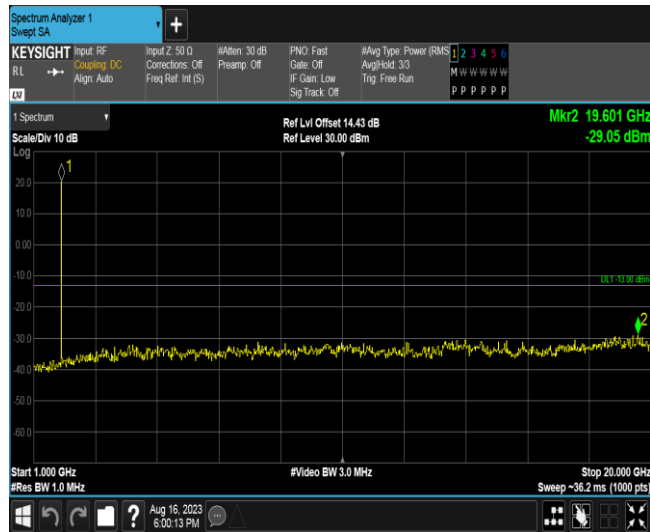 Spectrum Analyzer 1
Swept SA
+
KEYSIGHT
RL
LXI
Input: RF
Coupling: DC
Align: Auto
Input Z: 50 Ω
Corrections: Off
Freq Ref: Int (S)
#Atten: 30 dB
Preamp: Off
PNO: Fast
Gate: Off
IF Gain: Low
Sig Track: Off
#Avg Type: Power (RMS
Avg|Hold: 3/3
Trig: Free Run
1 2 3 4 5 6
M W W W W W
P P P P P P
1 Spectrum
Scale/Div 10 dB
Log
Ref Lvl Offset 14.43 dB
Ref Level 30.00 dBm
Mkr2 19.601 GHz
-29.05 dBm
1
20.0
10.0
0.00
-10.0
DL1 -13.00 dBm
-20.0
2
-30.0
-40.0
-50.0
-60.0
Start 1.000 GHz
#Res BW 1.0 MHz
#Video BW 3.0 MHz
Stop 20.000 GHz
Sweep ~36.2 ms (1000 pts)
?
Aug 16, 2023
6:00:13 PM